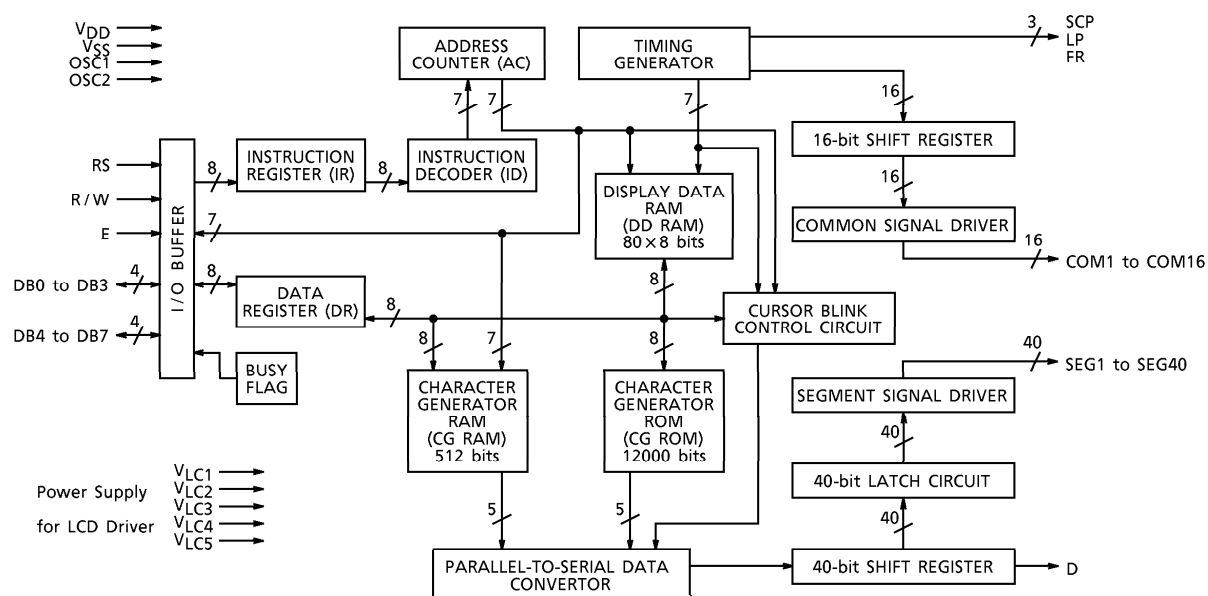 VDD
VSS
OSC1
OSC2
ADDRESS
COUNTER (AC)
TIMING
GENERATOR
3
SCP
LP
FR
7
7
7
16
16-bit SHIFT REGISTER
RS
R / W
E
I / O BUFFER
8
INSTRUCTION
REGISTER (IR)
8
INSTRUCTION
DECODER (ID)
DISPLAY DATA
RAM
(DD RAM)
80 × 8 bits
16
COMMON SIGNAL DRIVER
16
COM1 to COM16
7
DB0 to DB3
4
8
DATA
REGISTER (DR)
8
8
CURSOR BLINK
CONTROL CIRCUIT
DB4 to DB7
4
BUSY
FLAG
8
7
8
40
SEG1 to SEG40
CHARACTER
GENERATOR
RAM
(CG RAM)
512 bits
CHARACTER
GENERATOR
ROM
(CG ROM)
12000 bits
SEGMENT SIGNAL DRIVER
40
40-bit LATCH CIRCUIT
Power Supply
for LCD Driver
VLC1
VLC2
VLC3
VLC4
VLC5
5
5
40
PARALLEL-TO-SERIAL DATA
CONVERTOR
40-bit SHIFT REGISTER
D